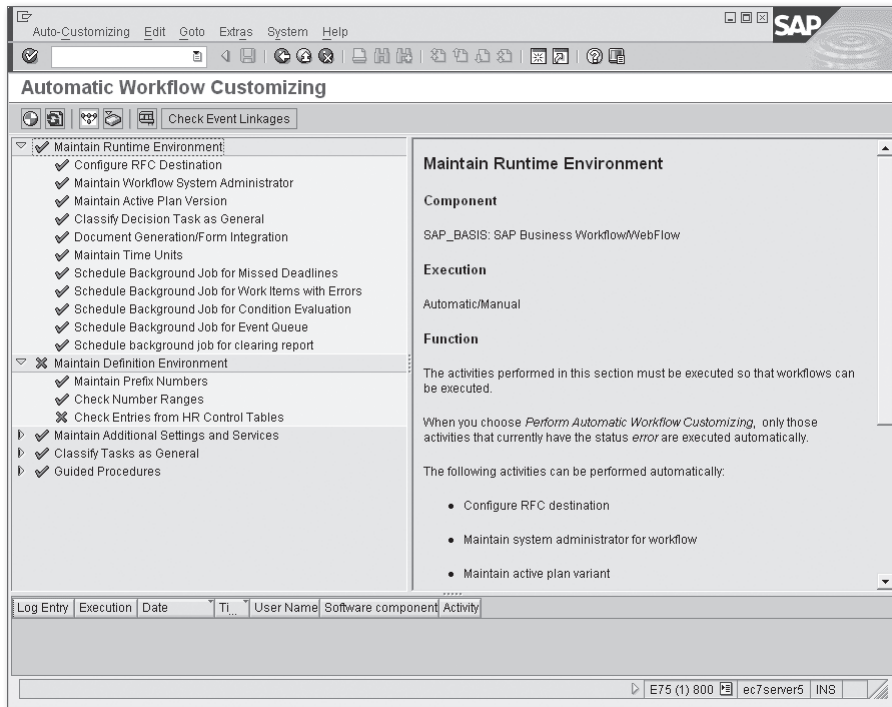 Auto-Customizing Edit Goto Extras System Help
SAP
Automatic Workflow Customizing
Check Event Linkages
Maintain Runtime Environment
Configure RFC Destination
Maintain Workflow System Administrator
Maintain Active Plan Version
Classify Decision Task as General
Document Generation/Form Integration
Maintain Time Units
Schedule Background Job for Missed Deadlines
Schedule Background Job for Work Items with Errors
Schedule Background Job for Condition Evaluation
Schedule Background Job for Event Queue
Schedule background job for clearing report
Maintain Definition Environment
Maintain Prefix Numbers
Check Number Ranges
Check Entries from HR Control Tables
Maintain Additional Settings and Services
Classify Tasks as General
Guided Procedures
Maintain Runtime Environment
Component
SAP_BASIS: SAP Business Workflow/WebFlow
Execution
Automatic/Manual
Function
The activities performed in this section must be executed so that workflows can
be executed.
When you choose Perform Automatic Workflow Customizing, only those
activities that currently have the status error are executed automatically.
The following activities can be performed automatically:
• Configure RFC destination
• Maintain system administrator for workflow
• Maintain active plan variant
Log Entry Execution Date Ti... User Name Software component Activity
E75 (1) 800 ec7server5 INS